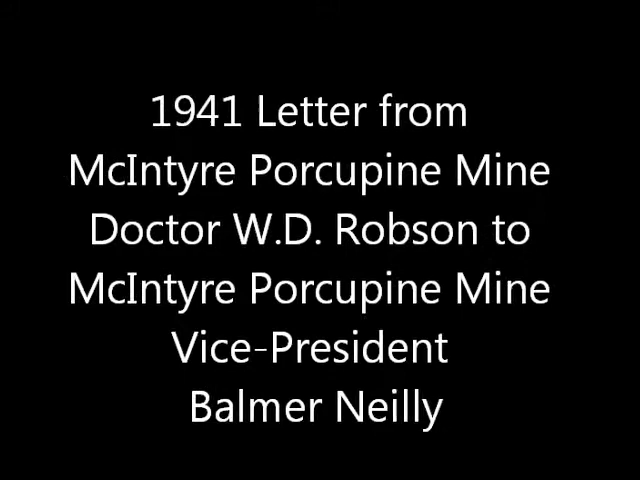 1941 Letter from
McIntyre Porcupine Mine
Doctor W.D. Robson to
McIntyre Porcupine Mine
Vice-President
Balmer Neilly